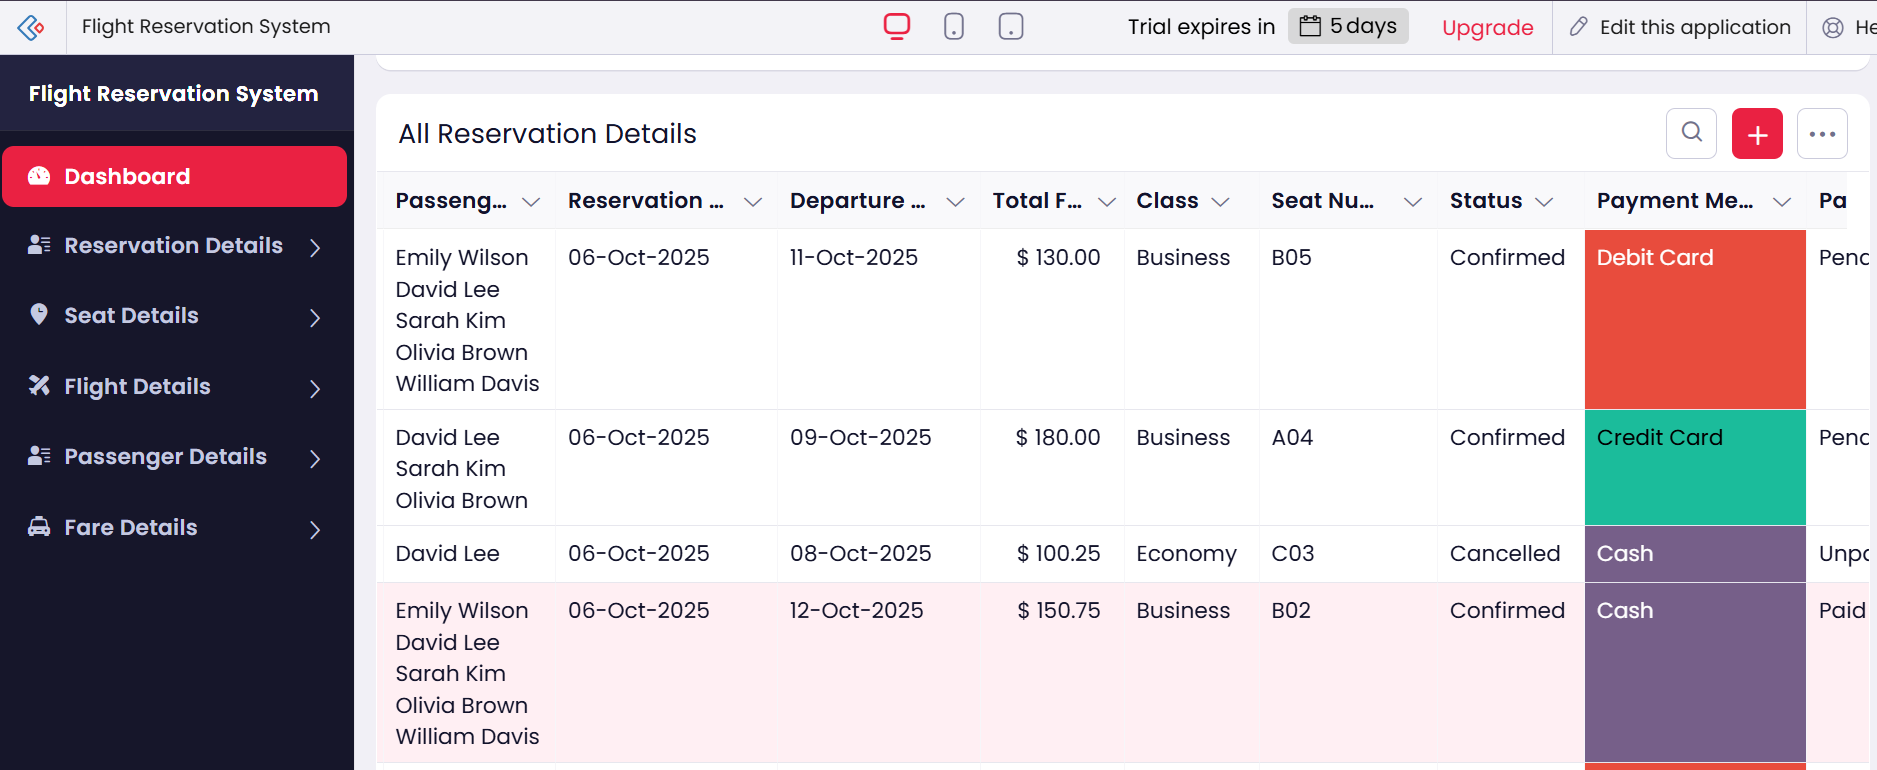 Flight Reservation System
Trial expires in 5 days Upgrade Edit this application He
Flight Reservation System
Dashboard
Reservation Details
Seat Details
Flight Details
Passenger Details
Fare Details
All Reservation Details
Passeng... Reservation ... Departure ... Total F... Class Seat Nu... Status Payment Me... Pa
Emily Wilson 06-Oct-2025 11-Oct-2025 $ 130.00 Business B05 Confirmed Debit Card Pend
David Lee
Sarah Kim
Olivia Brown
William Davis
David Lee 06-Oct-2025 09-Oct-2025 $ 180.00 Business A04 Confirmed Credit Card Pend
Sarah Kim
Olivia Brown
David Lee 06-Oct-2025 08-Oct-2025 $ 100.25 Economy C03 Cancelled Cash Unpa
Emily Wilson 06-Oct-2025 12-Oct-2025 $ 150.75 Business B02 Confirmed Cash Paid
David Lee
Sarah Kim
Olivia Brown
William Davis